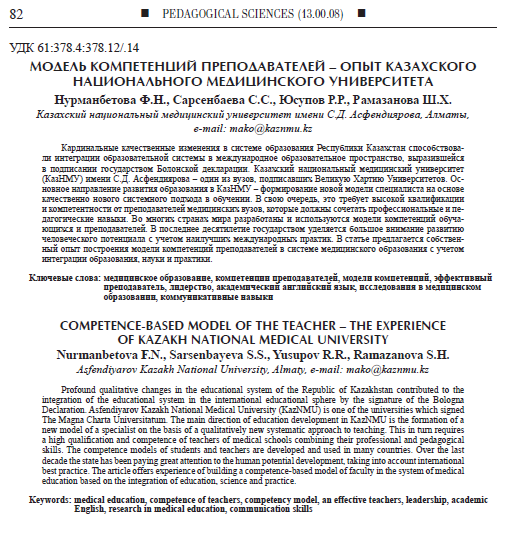 82
■ PEDAGOGICAL SCIENCES (13.00.08) ■
УДК 61:378.4:378.12/.14
МОДЕЛЬ КОМПЕТЕНЦИЙ ПРЕПОДАВАТЕЛЕЙ – ОПЫТ КАЗАХСКОГО
НАЦИОНАЛЬНОГО МЕДИЦИНСКОГО УНИВЕРСИТЕТА
Нурманбетова Ф.Н., Сарсенбаева С.С., Юсупов Р.Р., Рамазанова Ш.Х.
Казахский национальный медицинский университет имени С.Д. Асфендиярова, Алматы,
e-mail: mako@kaznmu.kz
Кардинальные качественные изменения в системе образования Республики Казахстан способствова-
ли интеграции образовательной системы в международное образовательное пространство, выразившейся
в подписании государством Болонской декларации. Казахский национальный медицинский университет
(КазНМУ) имени С.Д. Асфендиярова – один из вузов, подписавших Великую Хартию Университетов. Ос-
новное направление развития образования в КазНМУ – формирование новой модели специалиста на основе
качественно нового системного подхода в обучении. В свою очередь, это требует высокой квалификации
и компетентности от преподавателей медицинских вузов, которые должны сочетать профессиональные и пе-
дагогические навыки. Во многих странах мира разработаны и используются модели компетенций обуча-
ющихся и преподавателей. В последнее десятилетие государством уделяется большое внимание развитию
человеческого потенциала с учетом наилучших международных практик. В статье предлагается собствен-
ный опыт построения модели компетенций преподавателей в системе медицинского образования с учетом
интеграции образования, науки и практики.
Ключевые слова: медицинское образование, компетенции преподавателей, модели компетенций, эффективный
преподаватель, лидерство, академический английский язык, исследования в медицинском
образовании, коммуникативные навыки
COMPETENCE-BASED MODEL OF THE TEACHER – THE EXPERIENCE
OF KAZAKH NATIONAL MEDICAL UNIVERSITY
Nurmanbetova F.N., Sarsenbayeva S.S., Yusupov R.R., Ramazanova S.H.
Azfendiyarov Kazakh National University, Almaty, e-mail: mako@kaznmu.kz
Profound qualitative changes in the educational system of the Republic of Kazakhstan contributed to the
integration of the educational system in the international educational sphere by the signature of the Bologna
Declaration. Asfendiyarov Kazakh National Medical University (KazNMU) is one of the universities which signed
The Magna Charta Universitatum. The main direction of education development in KazNMU is the formation of a
new model of a specialist on the basis of a qualitatively new systematic approach to teaching. This in turn requires
a high qualification and competence of teachers of medical schools combining their professional and pedagogical
skills. The competence models of students and teachers are developed and used in many countries. Over the last
decade the state has been paying great attention to the human potential development, taking into account international
best practice. The article offers experience of building a competence-based model of faculty in the system of medical
education based on the integration of education, science and practice.
Keywords: medical education, competence of teachers, competency model, an effective teachers, leadership, academic
English, research in medical education, communication skills